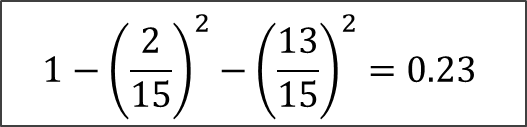 1 − (2/15)² − (13/15)² = 0.23